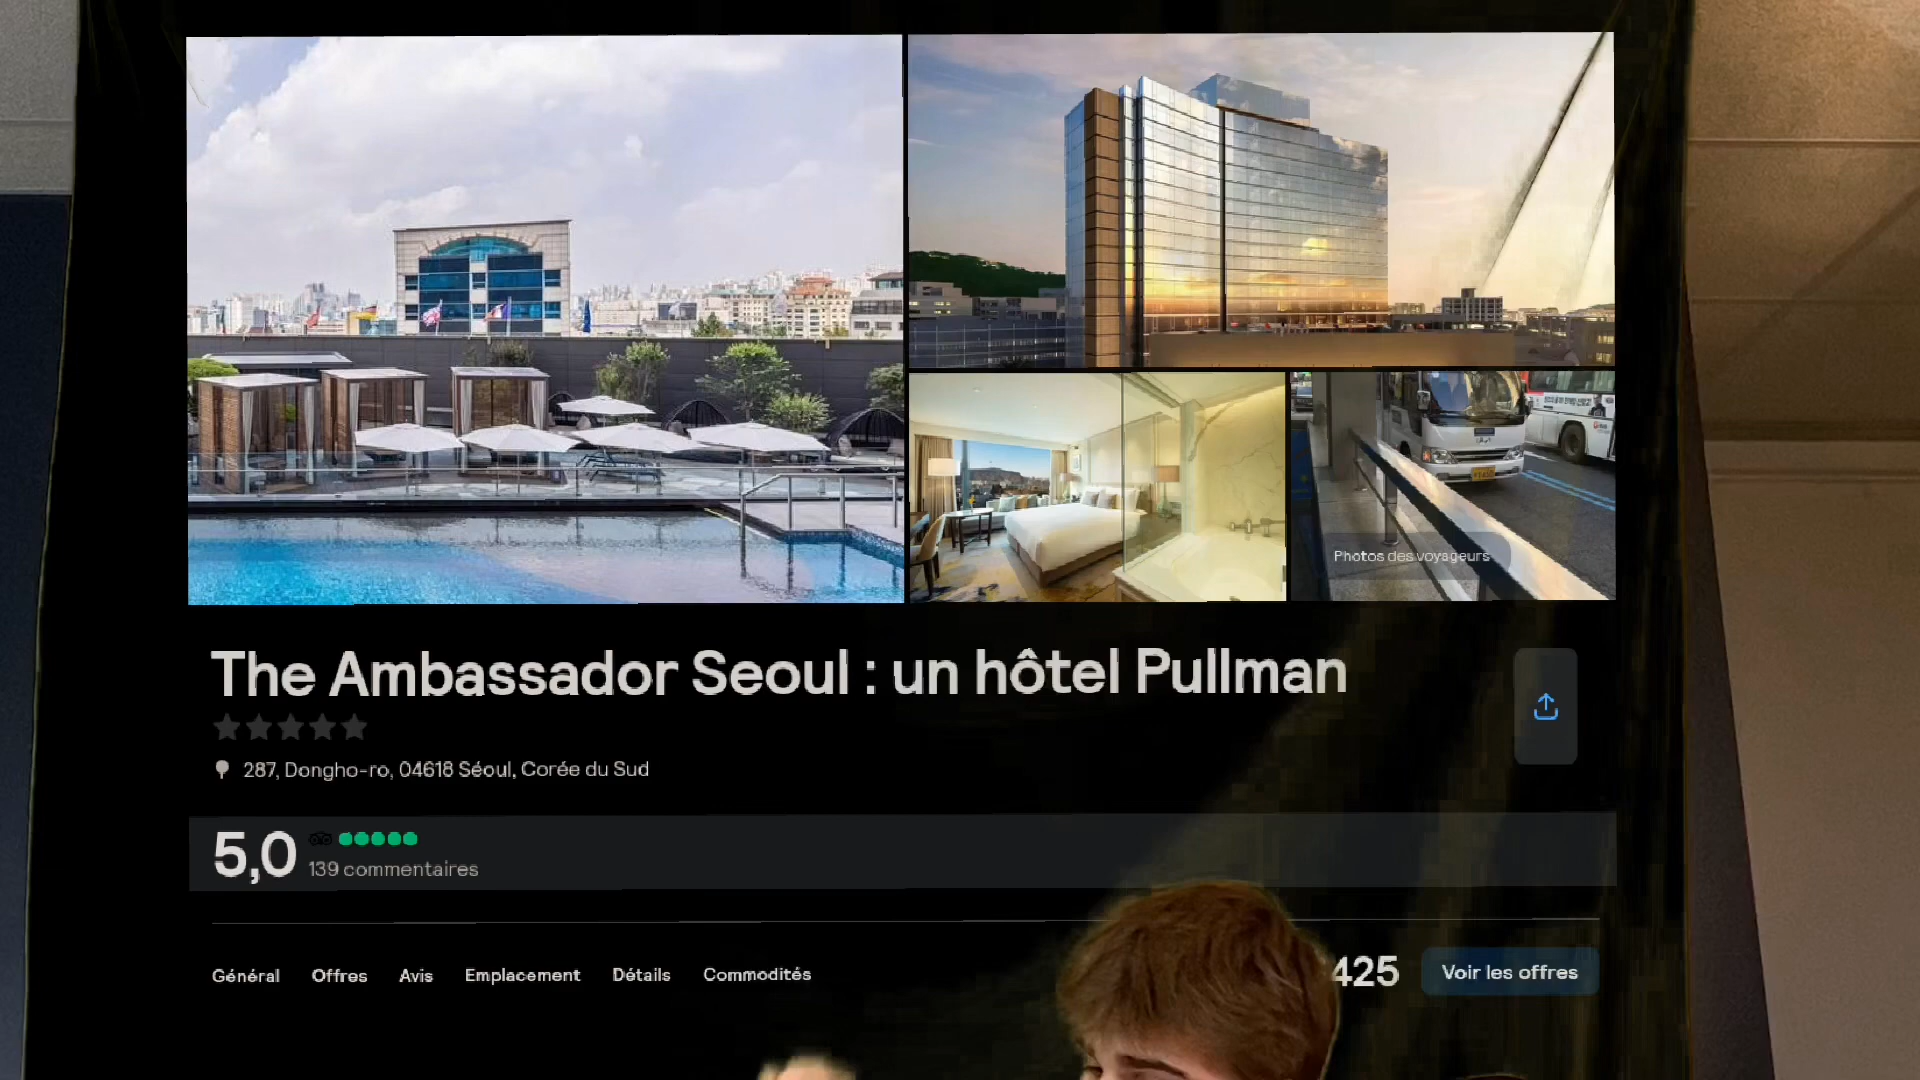 Photos des voyageurs
The Ambassador Seoul : un hôtel Pullman
287, Dongho-ro, 04618 Séoul, Corée du Sud
5,0
139 commentaires
Général
Offres
Avis
Emplacement
Détails
Commodités
425
Voir les offres